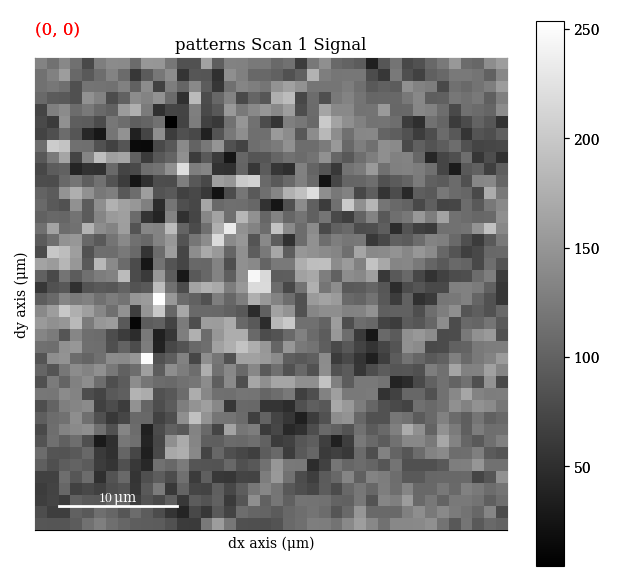 (0, 0)
patterns Scan 1 Signal
250
200
150
100
50
dy axis (µm)
10 µm
dx axis (µm)